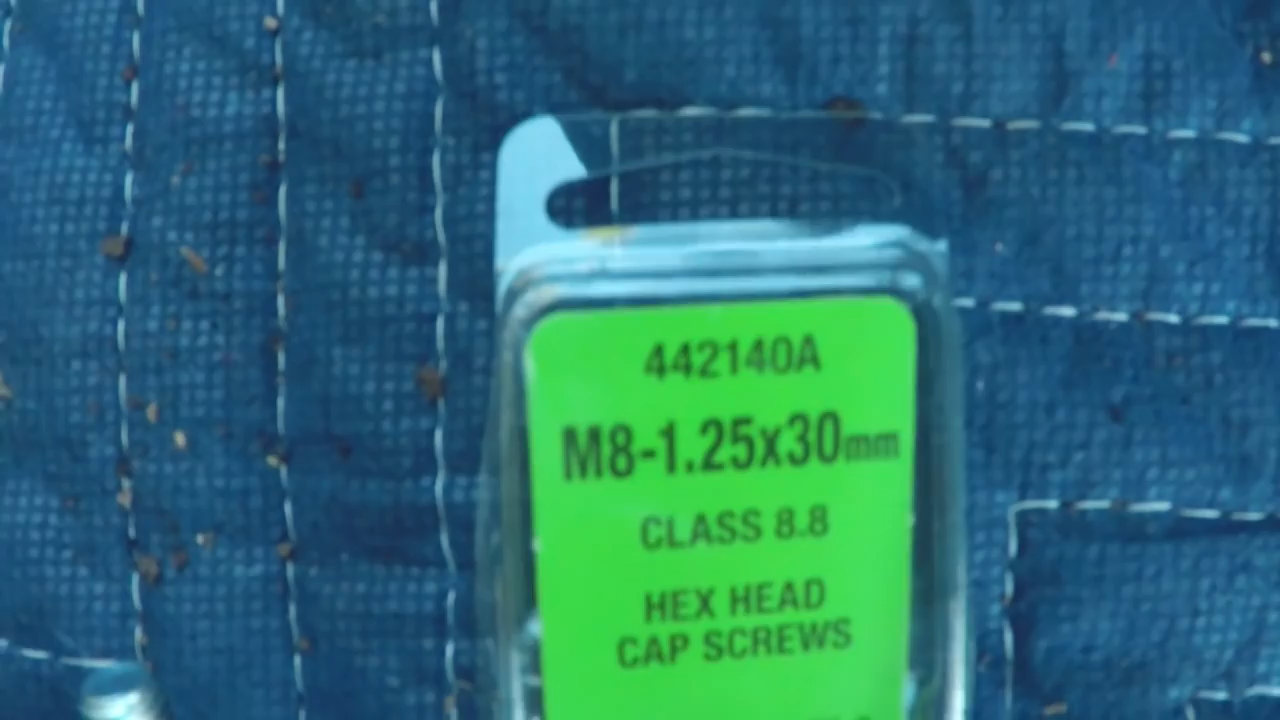 442140A
M8-1.25x30mm
CLASS 8.8
HEX HEAD
CAP SCREWS